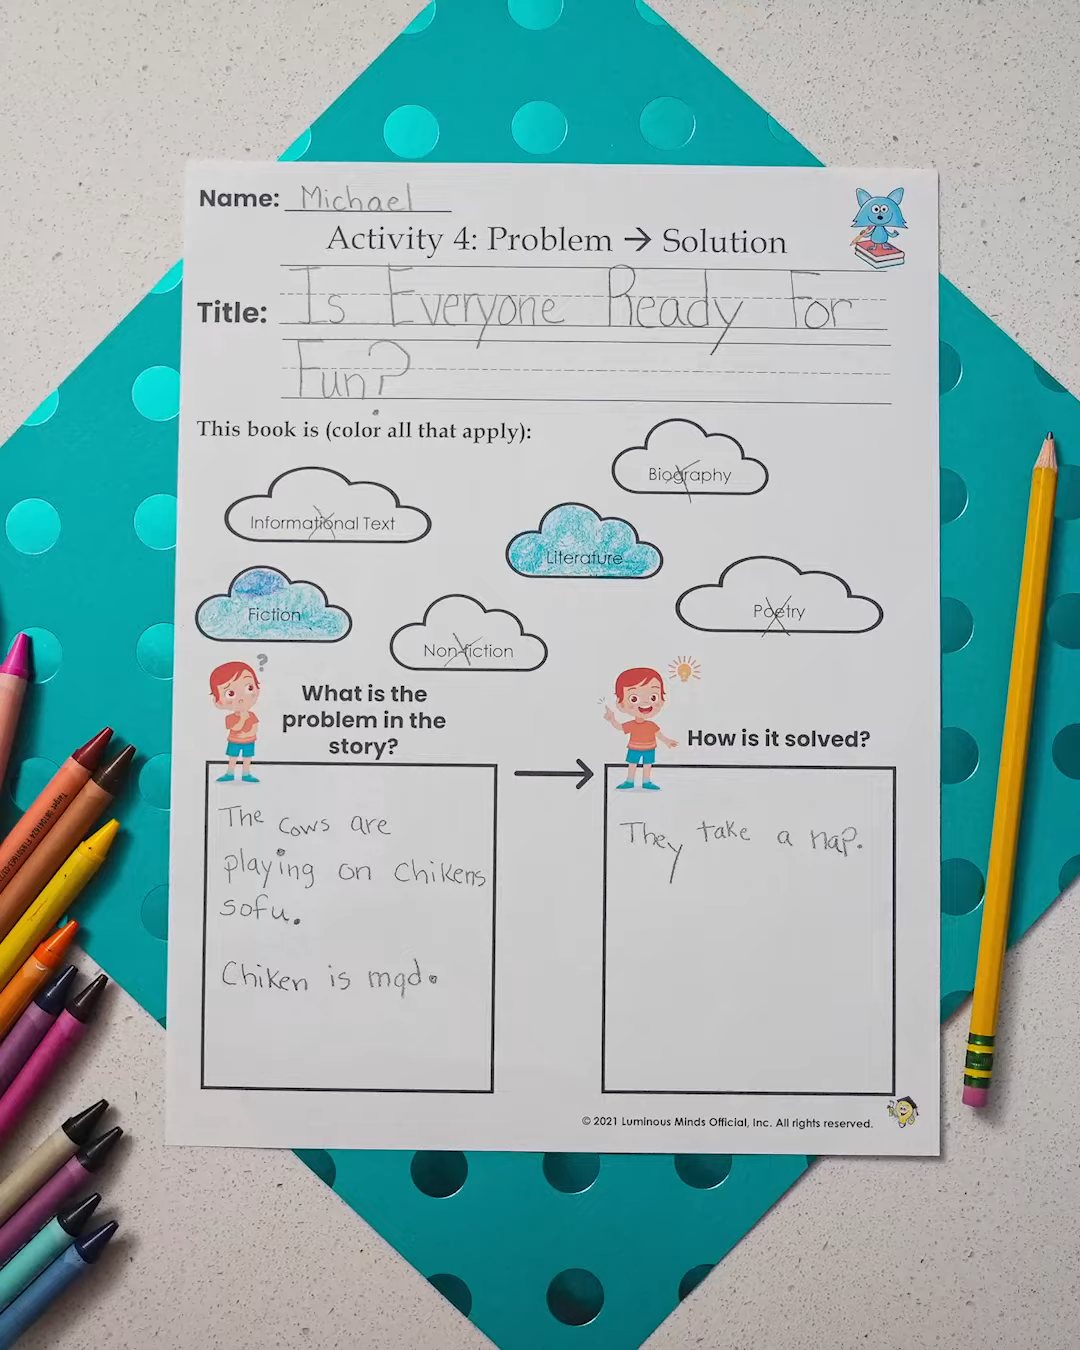 Name: Michael
Activity 4: Problem → Solution
Title: Is Everyone Ready For
Fun?
This book is (color all that apply):
Biography
Informational Text
Literature
Fiction
Poetry
Non-fiction
What is the
problem in the
story?
How is it solved?
The cows are
playing on Chikens
sofu.
Chiken is mad.
They take a nap.
© 2021 Luminous Minds Official, Inc. All rights reserved.